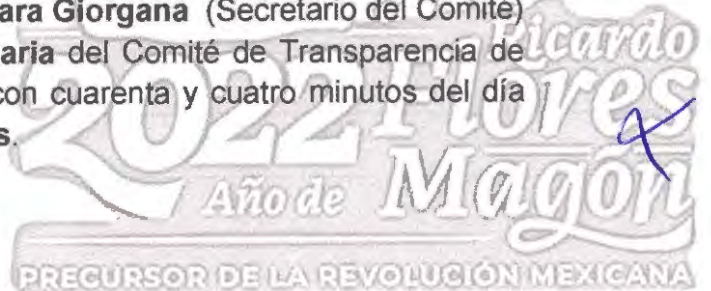 ara Giorgana (Secretario del Comité)
aria del Comité de Transparencia de
con cuarenta y cuatro minutos del día
s.
2022 Ricardo
Flores
Año de Magón
PRECURSOR DE LA REVOLUCIÓN MEXICANA